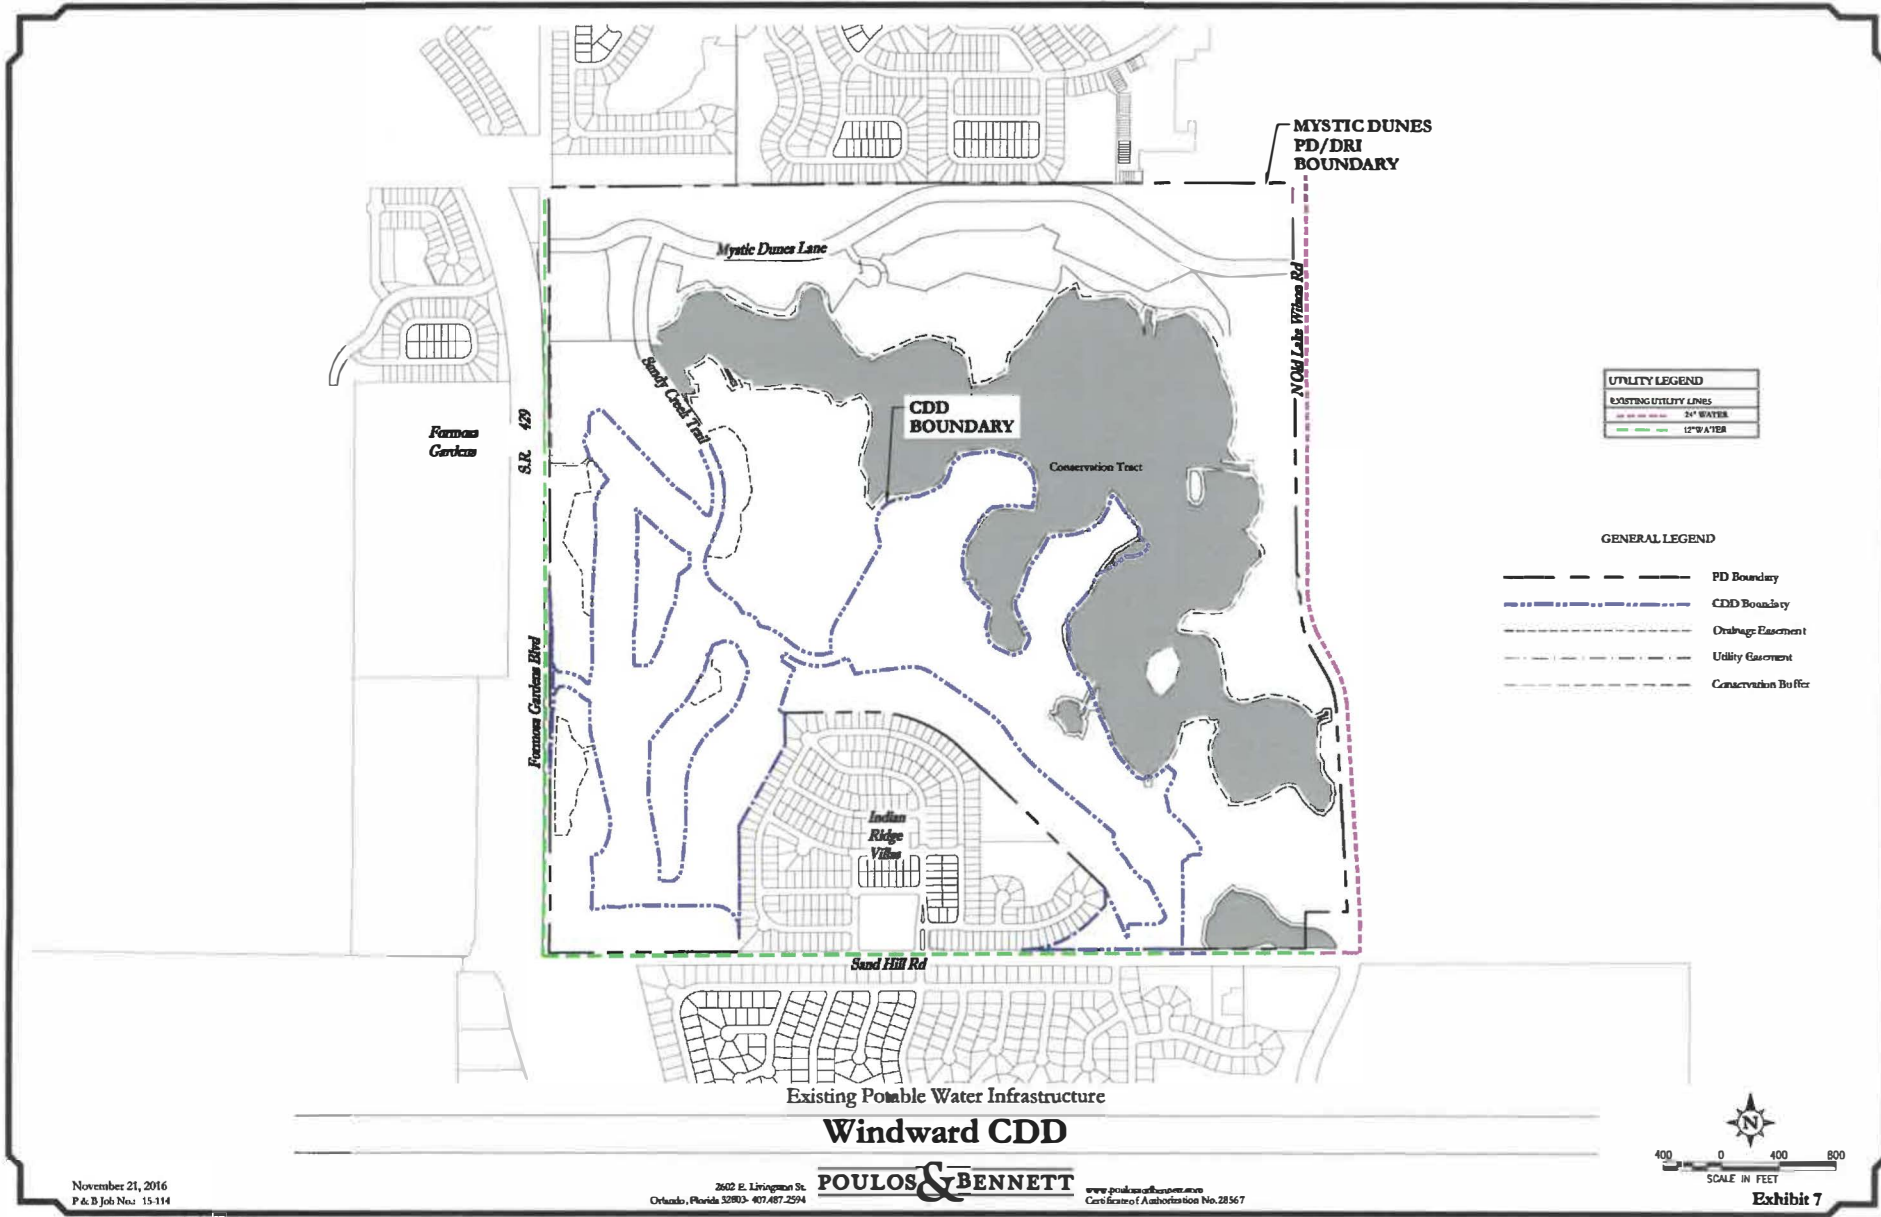 MYSTIC DUNES
PD/DRI
BOUNDARY
Mystic Dunes Lane
N Old Lake Wilson Rd
Sandy Creek Trail
CDD
BOUNDARY
Conservation Tract
Formosa
Gardens
S.R. 429
Formosa Gardens Blvd
Indian
Ridge
Villas
Sand Hill Rd
UTILITY LEGEND
EXISTING UTILITY LINES
24" WATER
12" WATER
GENERAL LEGEND
PD Boundary
CDD Boundary
Drainage Easement
Utility Easement
Conservation Buffer
Existing Potable Water Infrastructure
Windward CDD
POULOS & BENNETT
November 21, 2016
P & B Job No.: 15-114
2602 E. Livingston St.
Orlando, Florida 32803- 407.487.2594
www.poulosandbennett.com
Certificate of Authorization No. 28567
N
400 0 400 800
SCALE IN FEET
Exhibit 7